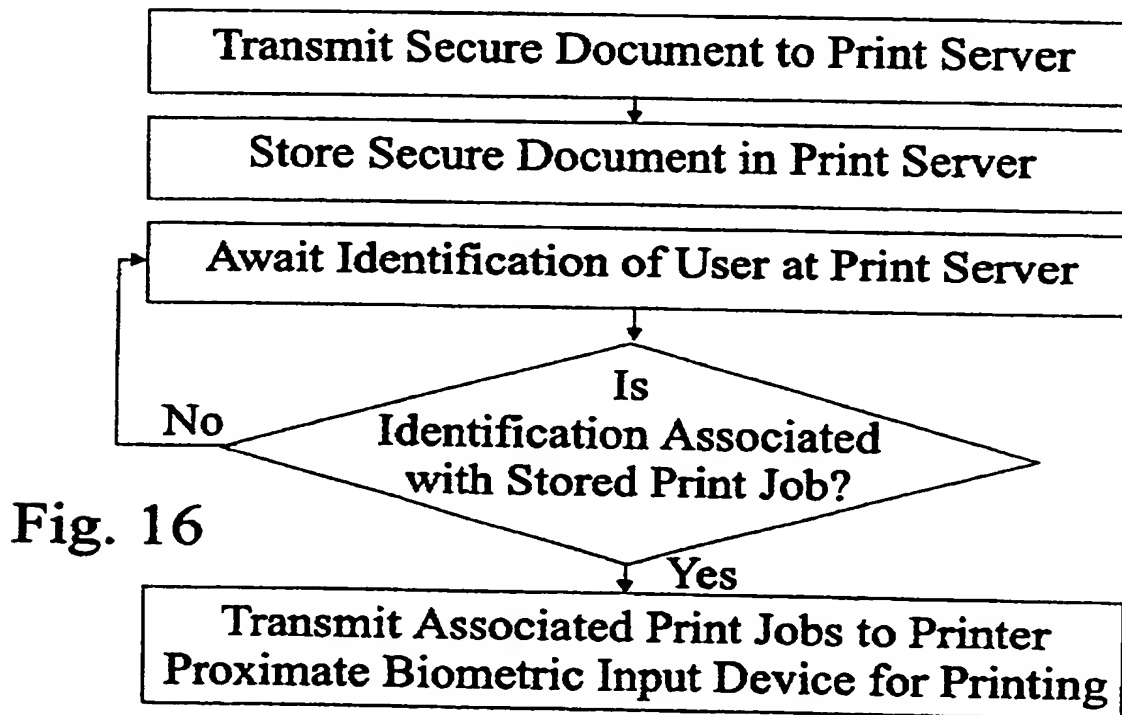 Transmit Secure Document to Print Server
Store Secure Document in Print Server
Await Identification of User at Print Server
Is
Identification Associated
with Stored Print Job?
No
Fig. 16
Yes
Transmit Associated Print Jobs to Printer
Proximate Biometric Input Device for Printing